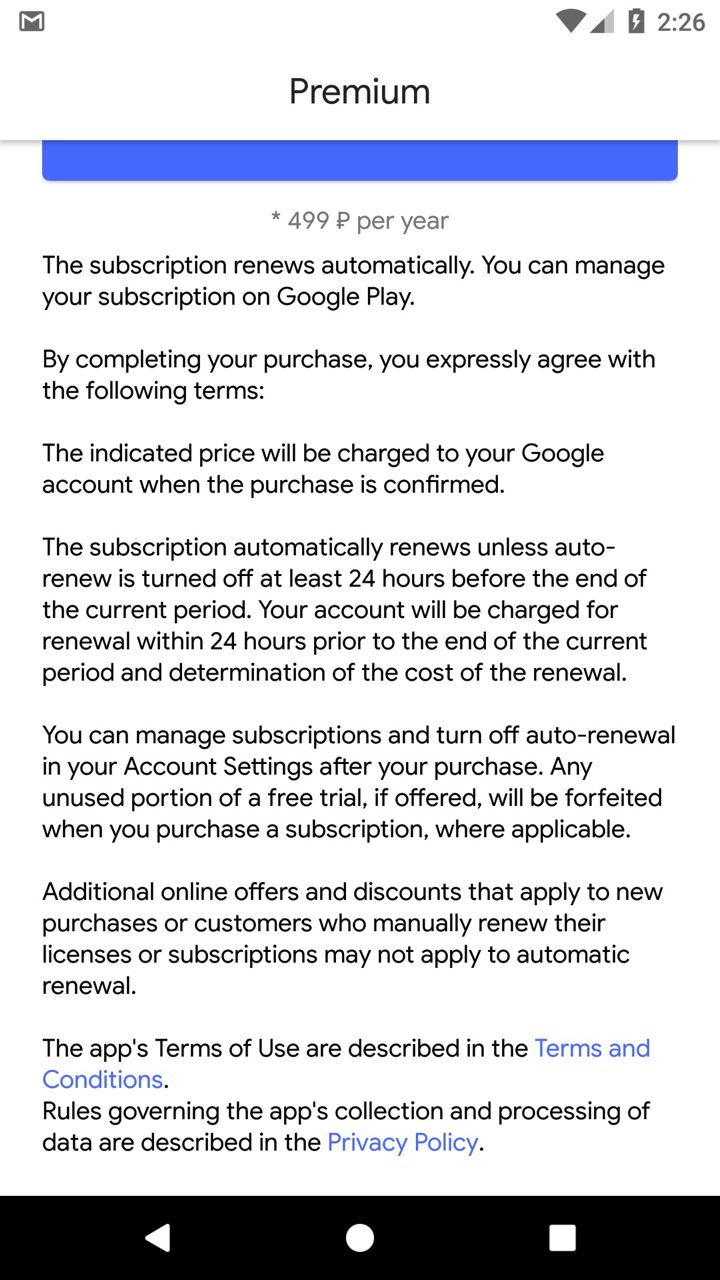 2:26
Premium
* 499 ₽ per year
The subscription renews automatically. You can manage
your subscription on Google Play.
By completing your purchase, you expressly agree with
the following terms:
The indicated price will be charged to your Google
account when the purchase is confirmed.
The subscription automatically renews unless auto-
renew is turned off at least 24 hours before the end of
the current period. Your account will be charged for
renewal within 24 hours prior to the end of the current
period and determination of the cost of the renewal.
You can manage subscriptions and turn off auto-renewal
in your Account Settings after your purchase. Any
unused portion of a free trial, if offered, will be forfeited
when you purchase a subscription, where applicable.
Additional online offers and discounts that apply to new
purchases or customers who manually renew their
licenses or subscriptions may not apply to automatic
renewal.
The app's Terms of Use are described in the Terms and
Conditions.
Rules governing the app's collection and processing of
data are described in the Privacy Policy.